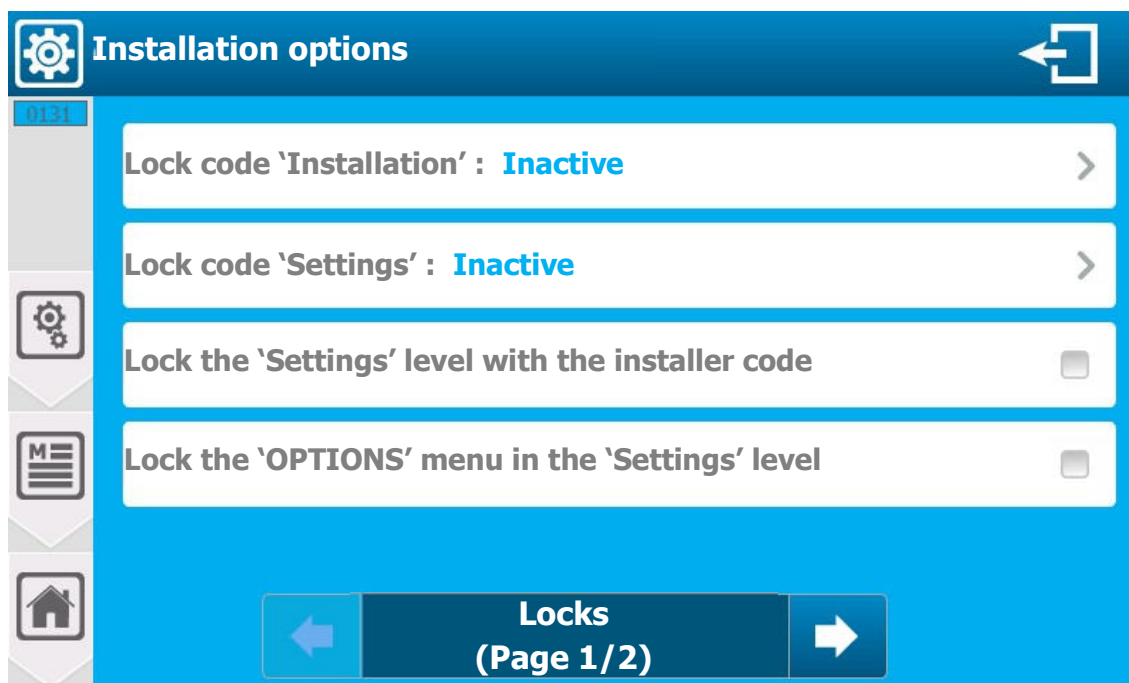 Installation options
0131
Lock code ‘Installation’ : Inactive
Lock code ‘Settings’ : Inactive
Lock the ‘Settings’ level with the installer code
Lock the ‘OPTIONS’ menu in the ‘Settings’ level
M
Locks
(Page 1/2)